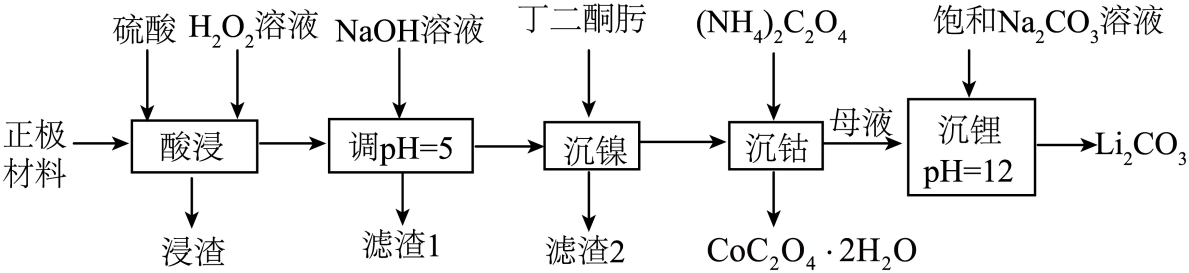 硫酸 H₂O₂溶液 NaOH溶液 丁二酮肟 (NH₄)₂C₂O₄ 饱和Na₂CO₃溶液
正极
材料
酸浸
调pH=5
沉镍
沉钴
母液
沉锂
pH=12
Li₂CO₃
浸渣 滤渣1 滤渣2 CoC₂O₄·2H₂O